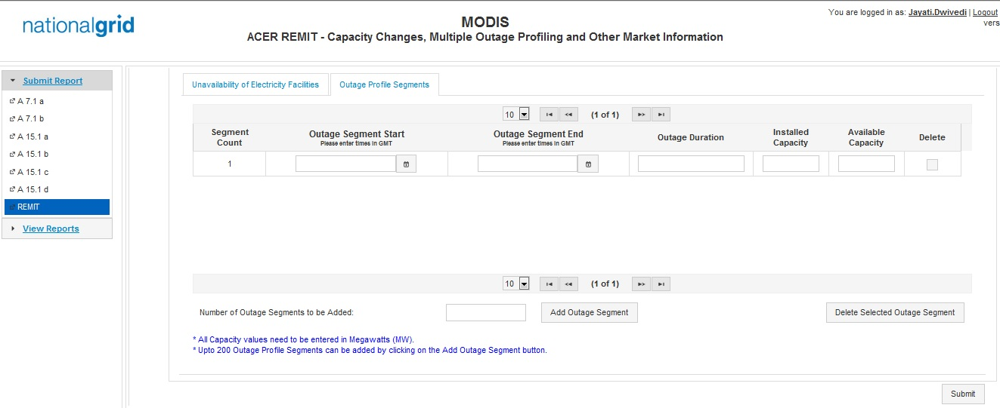 nationalgrid
MODIS
ACER REMIT - Capacity Changes, Multiple Outage Profiling and Other Market Information
You are logged in as: Jayati.Dwivedi | Logout
vers
Submit Report
A 7.1 a
A 7.1 b
A 15.1 a
A 15.1 b
A 15.1 c
A 15.1 d
REMIT
View Reports
Unavailability of Electricity Facilities
Outage Profile Segments
10 (1 of 1)
Segment Count
Outage Segment Start
Please enter times in GMT
Outage Segment End
Please enter times in GMT
Outage Duration
Installed Capacity
Available Capacity
Delete
1
10 (1 of 1)
Number of Outage Segments to be Added:
Add Outage Segment
Delete Selected Outage Segment
* All Capacity values need to be entered in Megawatts (MW).
* Upto 200 Outage Profile Segments can be added by clicking on the Add Outage Segment button.
Submit